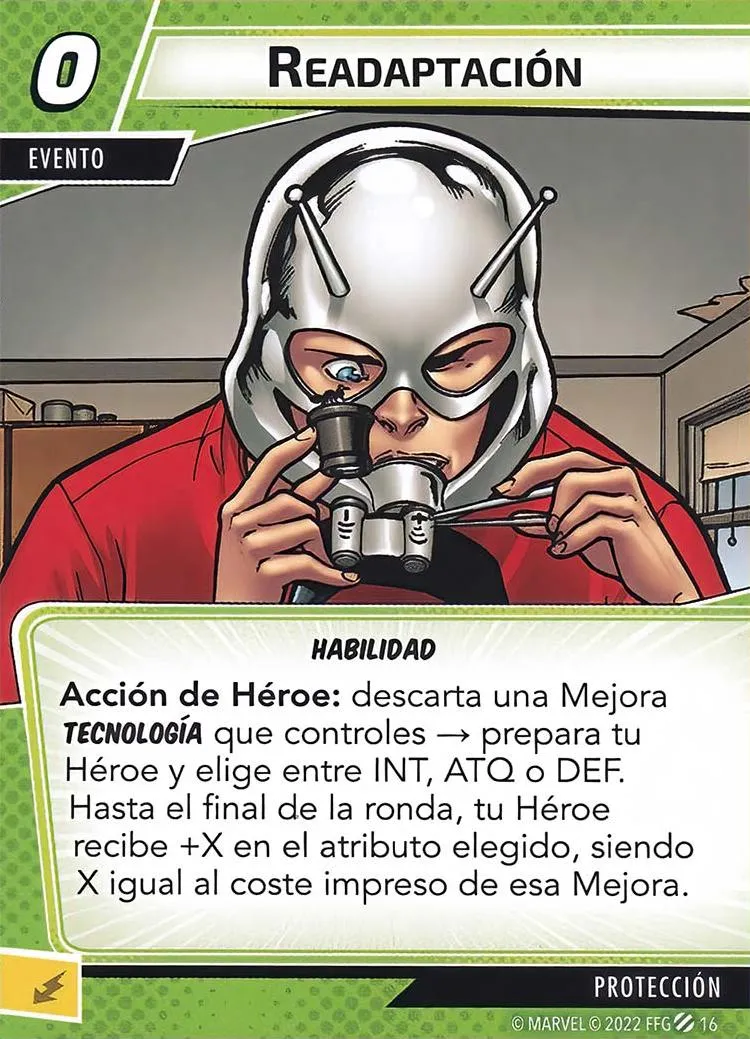 0
READAPTACIÓN
EVENTO
HABILIDAD
Acción de Héroe: descarta una Mejora
TECNOLOGÍA que controles → prepara tu
Héroe y elige entre INT, ATQ o DEF.
Hasta el final de la ronda, tu Héroe
recibe +X en el atributo elegido, siendo
X igual al coste impreso de esa Mejora.
PROTECCIÓN
© MARVEL © 2022 FFG 16